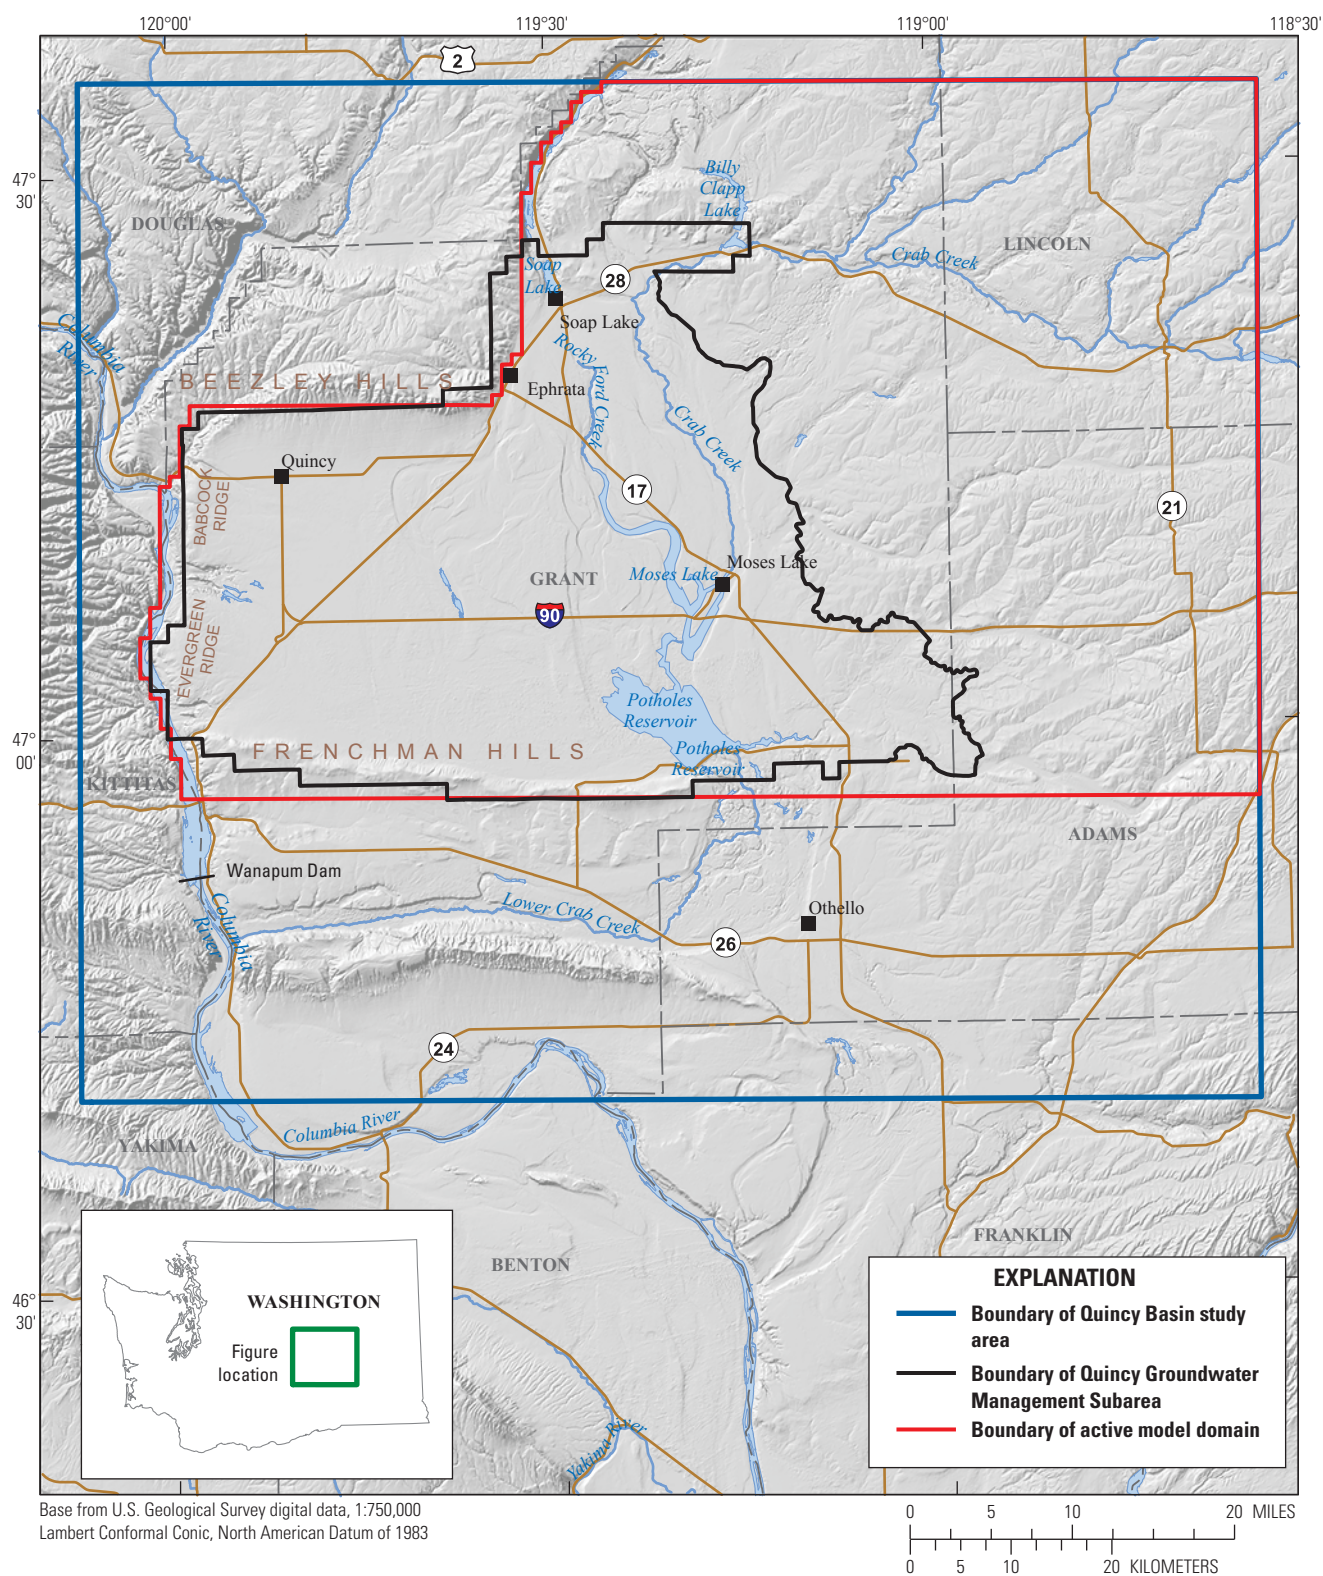 120°00'
119°30'
119°00'
118°30'
2
47°
30'
Billy
Clapp
Lake
DOUGLAS
LINCOLN
Crab Creek
Soap
Lake
28
Soap Lake
Columbia
River
Rocky
Ford Creek
BEEZLEY HILLS
Ephrata
Crab Creek
Quincy
BABCOCK
RIDGE
17
21
Moses Lake
Moses Lake
GRANT
90
EVERGREEN
RIDGE
Potholes
Reservoir
47°
00'
FRENCHMAN HILLS
Potholes
Reservoir
KITTITAS
ADAMS
Wanapum Dam
Columbia
River
Lower Crab Creek
Othello
26
24
Columbia River
YAKIMA
FRANKLIN
BENTON
46°
30'
WASHINGTON
Figure
location
Yakima River
EXPLANATION
Boundary of Quincy Basin study
area
Boundary of Quincy Groundwater
Management Subarea
Boundary of active model domain
Base from U.S. Geological Survey digital data, 1:750,000
Lambert Conformal Conic, North American Datum of 1983
0 5 10 20 MILES
0 5 10 20 KILOMETERS